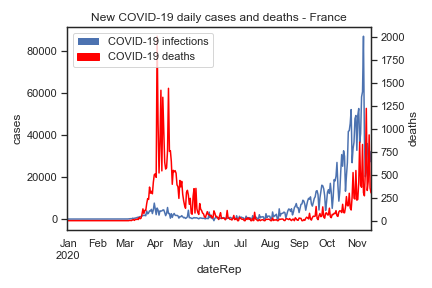 New COVID-19 daily cases and deaths - France
COVID-19 infections
COVID-19 deaths
80000
60000
40000
20000
0
cases
2000
1750
1500
1250
1000
750
500
250
0
deaths
Jan Feb Mar Apr May Jun Jul Aug Sep Oct Nov
2020
dateRep